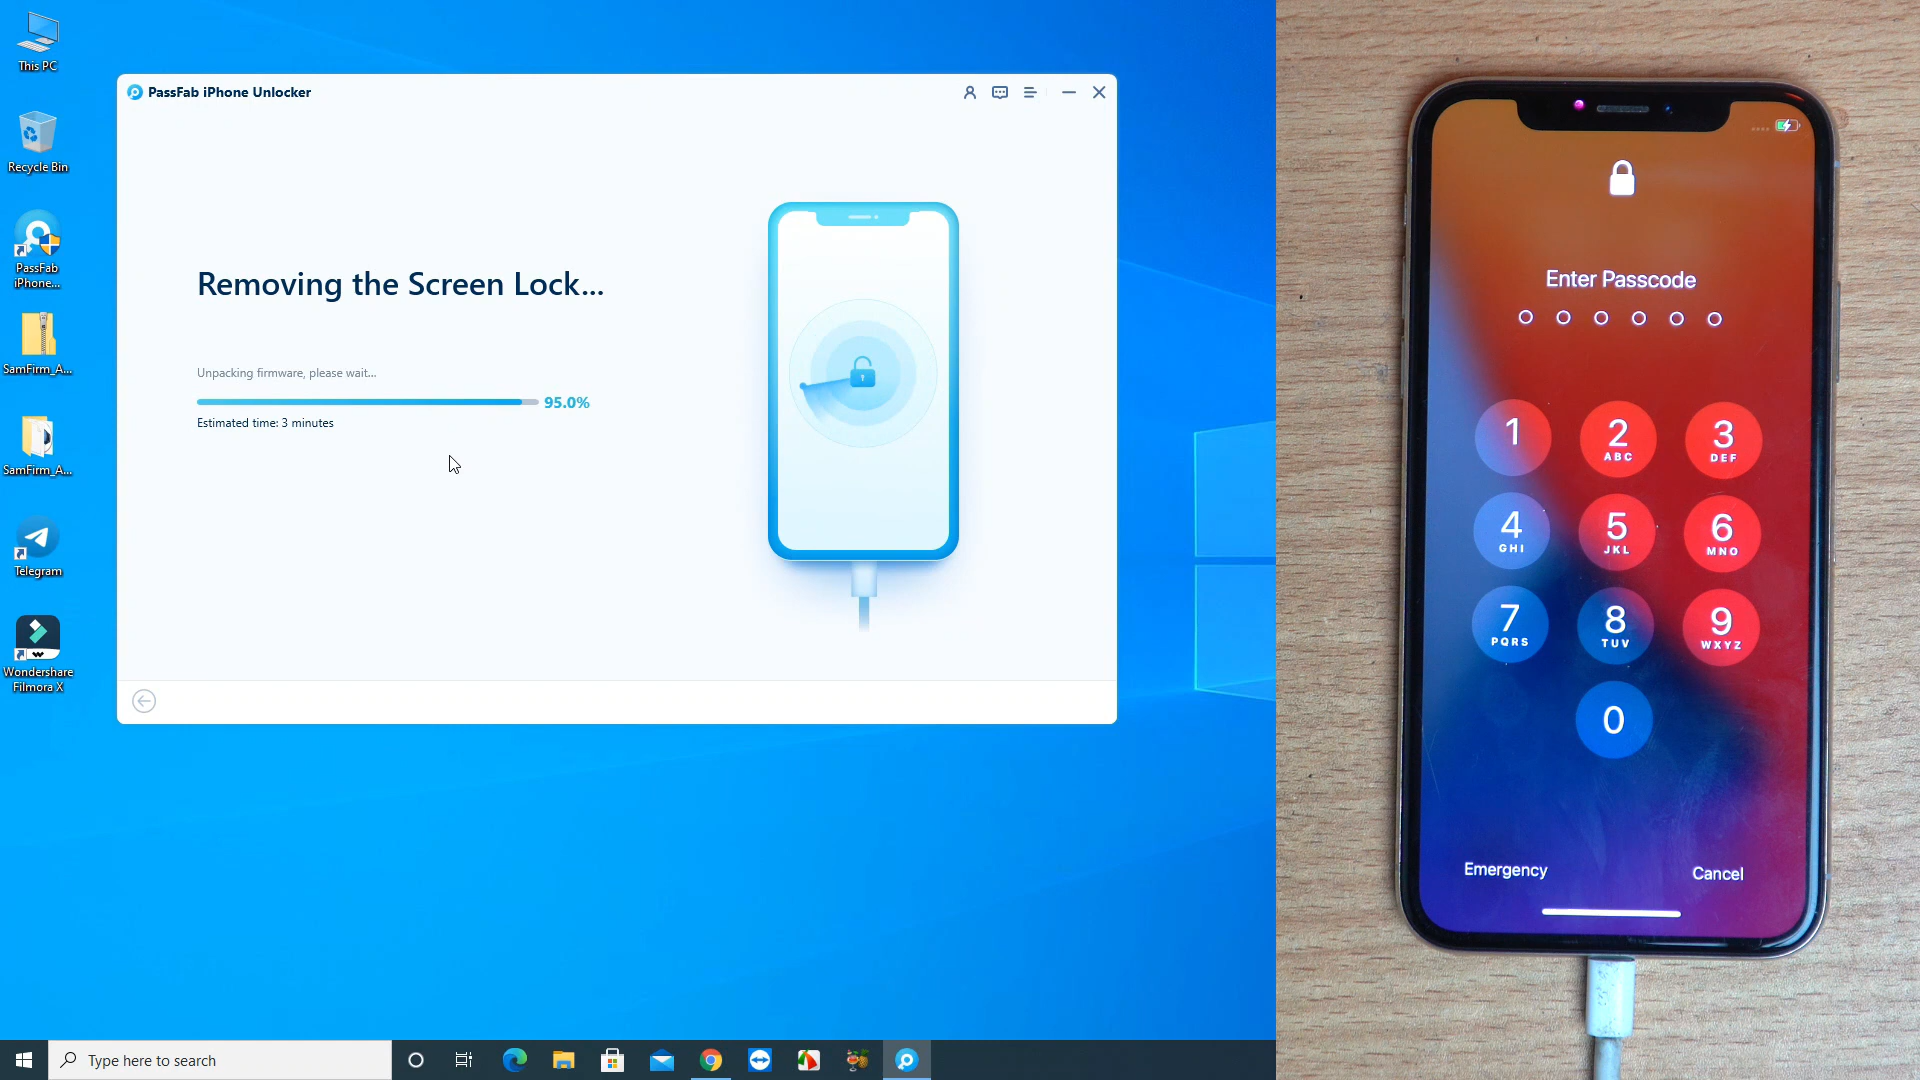 This PC
Recycle Bin
PassFab
iPhone...
SamFirm_A...
SamFirm_A...
Telegram
Wondershare
Filmora X
PassFab iPhone Unlocker
Removing the Screen Lock...
Unpacking firmware, please wait...
95.0%
Estimated time: 3 minutes
Type here to search
Enter Passcode
1
2
ABC
3
DEF
4
GHI
5
JKL
6
MNO
7
PQRS
8
TUV
9
WXYZ
0
Emergency
Cancel